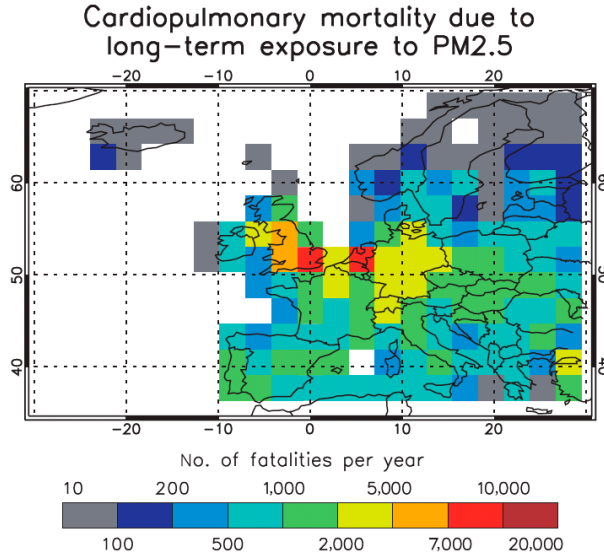 Cardiopulmonary mortality due to
long-term exposure to PM2.5
-20 -10 0 10 20
60 60
50 50
40 40
-20 -10 0 10 20
No. of fatalities per year
10 200 1,000 5,000 10,000
100 500 2,000 7,000 20,000